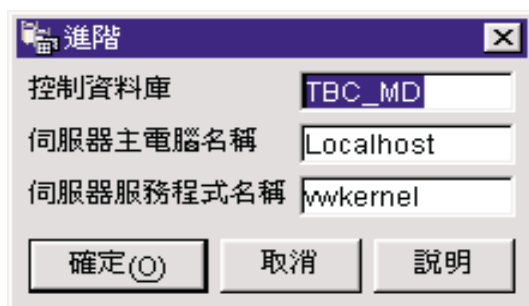 進階
控制資料庫 TBC_MD
伺服器主電腦名稱 Localhost
伺服器服務程式名稱 vwkernel
確定(O) 取消 說明